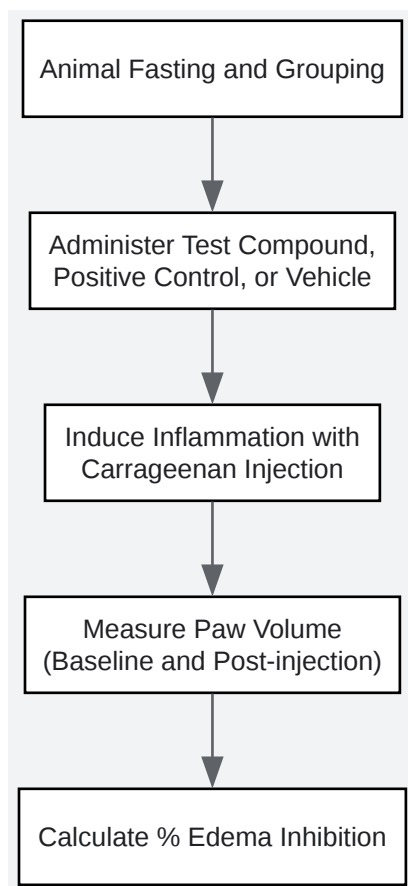 Animal Fasting and Grouping
Administer Test Compound,
Positive Control, or Vehicle
Induce Inflammation with
Carrageenan Injection
Measure Paw Volume
(Baseline and Post-injection)
Calculate % Edema Inhibition